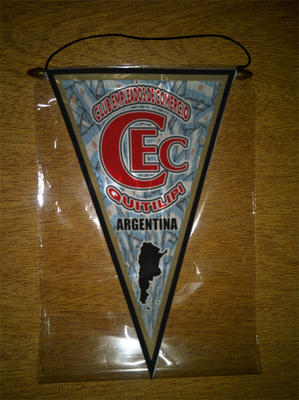 CLUB EMPLEADOS DE COMERCIO
CEC
QUITILIPI
ARGENTINA